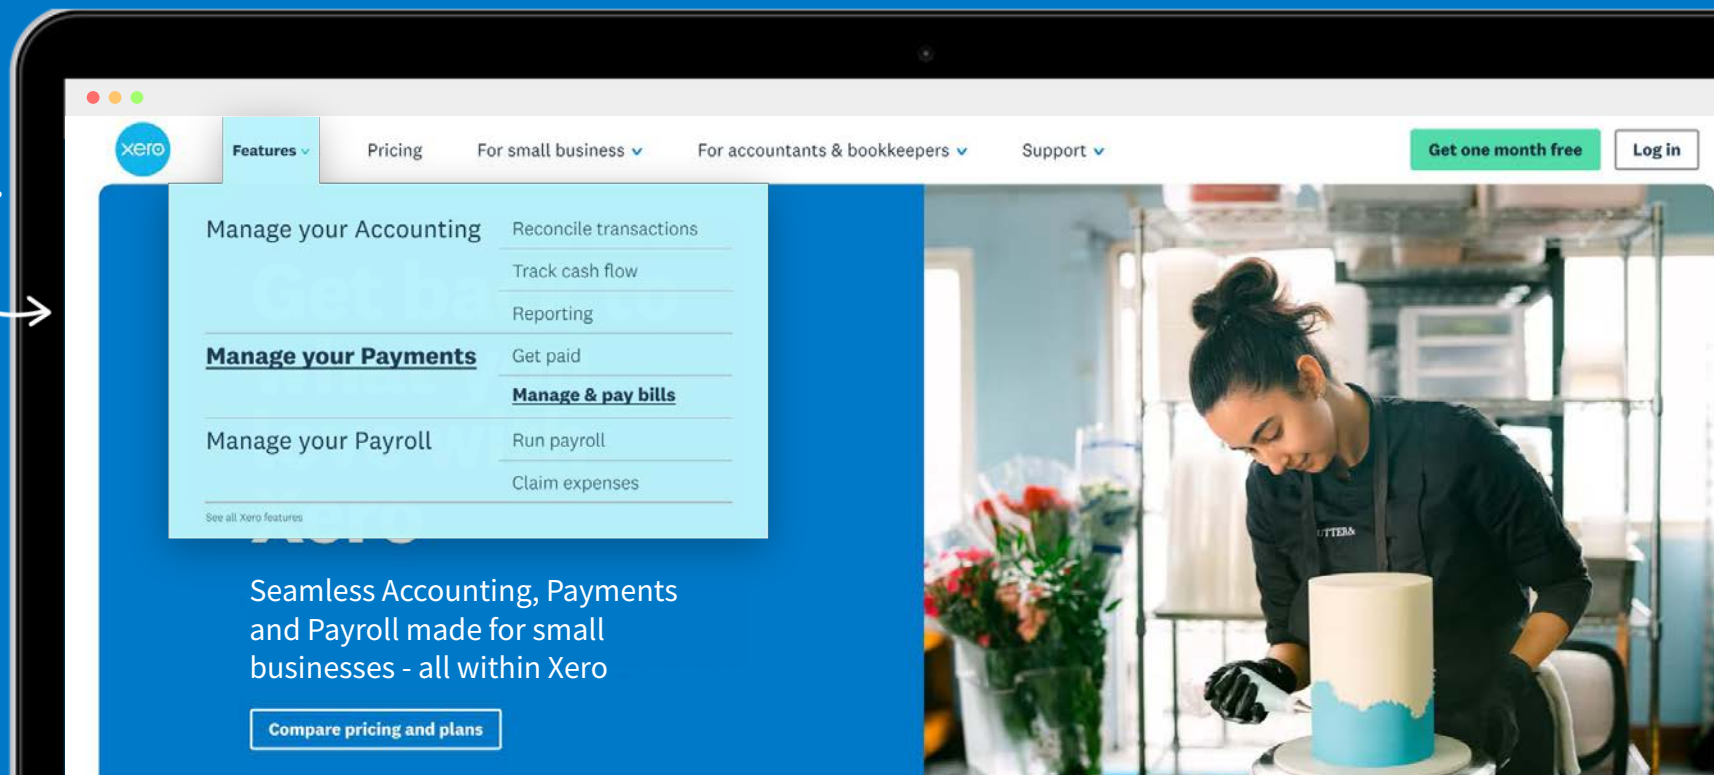 xero
Features
Pricing
For small business
For accountants & bookkeepers
Support
Get one month free
Log in
Manage your Accounting
Reconcile transactions
Track cash flow
Reporting
Manage your Payments
Get paid
Manage & pay bills
Manage your Payroll
Run payroll
Claim expenses
See all Xero features
Xero
Seamless Accounting, Payments
and Payroll made for small
businesses - all within Xero
Compare pricing and plans